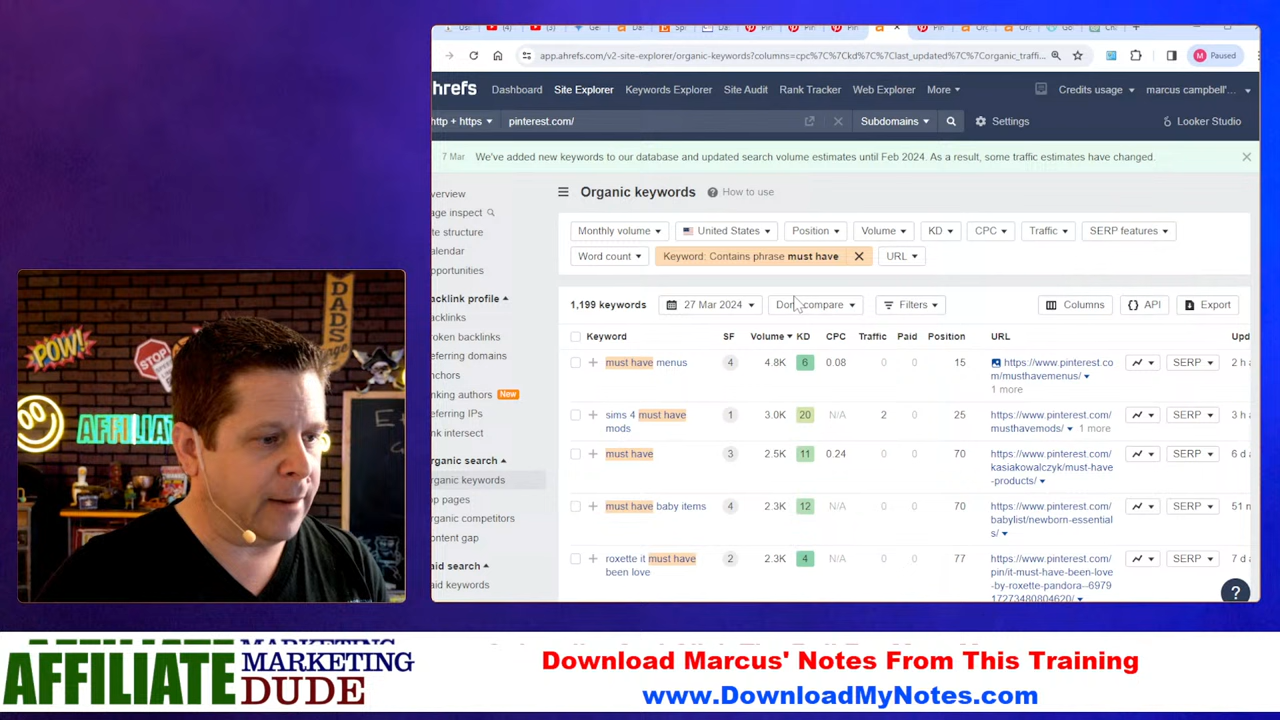 app.ahrefs.com/v2-site-explorer/organic-keywords?columns=cpc%7C%7Ckd%7C%7Clast_updated%7C%7Corganic_traffi...
Paused
hrefs Dashboard Site Explorer Keywords Explorer Site Audit Rank Tracker Web Explorer More Credits usage marcus campbell'...
http + https pinterest.com/ Subdomains Settings Looker Studio
7 Mar We've added new keywords to our database and updated search volume estimates until Feb 2024. As a result, some traffic estimates have changed.
verview
age inspect
te structure
alendar
pportunities
acklink profile
acklinks
roken backlinks
eferring domains
nchors
nking authors New
eferring IPs
nk intersect
rganic search
rganic keywords
op pages
rganic competitors
ontent gap
aid search
aid keywords
Organic keywords ? How to use
Monthly volume United States Position Volume KD CPC Traffic SERP features
Word count Keyword: Contains phrase must have URL
1,199 keywords 27 Mar 2024 Don't compare Filters Columns {} API Export
Keyword SF Volume KD CPC Traffic Paid Position URL Upd
must have menus 4 4.8K 6 0.08 0 0 15 https://www.pinterest.co SERP 2 h
m/musthavemenus/
1 more
sims 4 must have 1 3.0K 20 N/A 2 0 25 https://www.pinterest.com/ SERP 3 h
mods musthavemods/ 1 more
must have 3 2.5K 11 0.24 0 0 70 https://www.pinterest.com/ SERP 6 d
kasiakowalczyk/must-have
-products/
must have baby items 4 2.3K 12 N/A 0 0 70 https://www.pinterest.com/ SERP 51 m
babylist/newborn-essential
s/
roxette it must have 2 2.3K 4 N/A 0 0 77 https://www.pinterest.com/ SERP 7 d
been love pin/it-must-have-been-love
-by-roxette-pandora--6979
17273480804620/
?
POW!
STOP
DADS
AFFILIAT
AFFILIATE MARKETING DUDE
Download Marcus' Notes From This Training
www.DownloadMyNotes.com